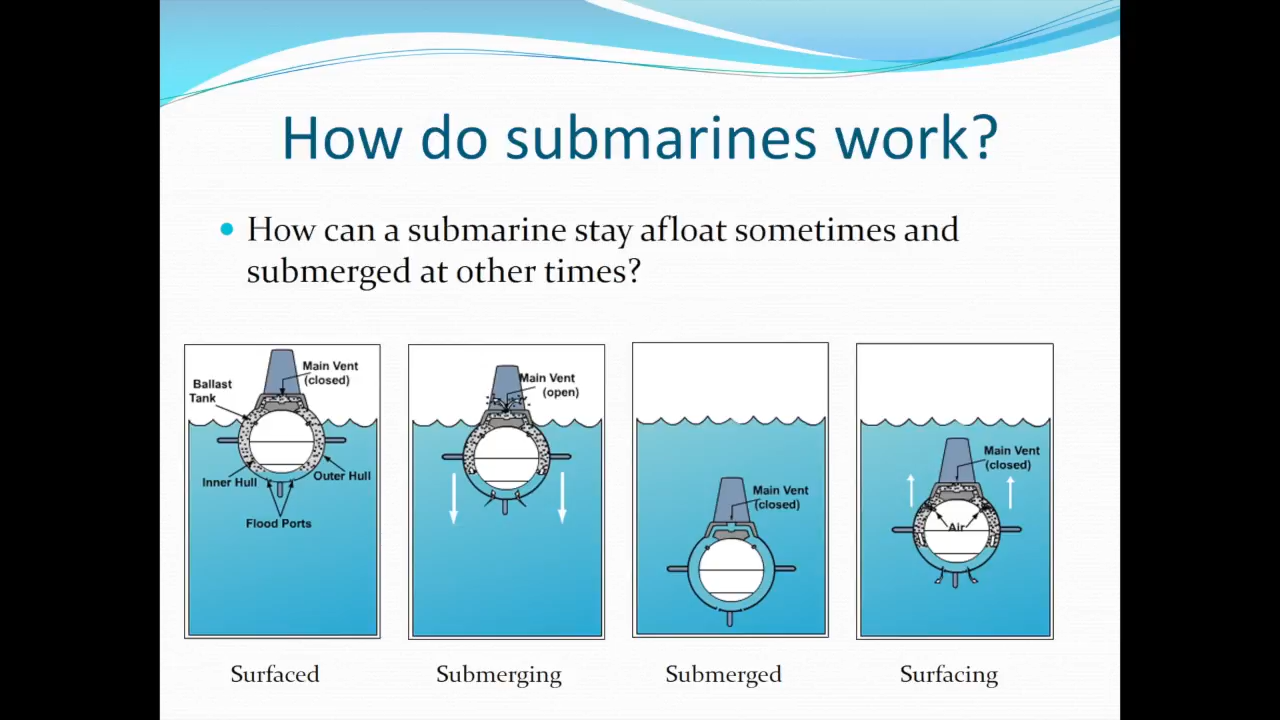 How do submarines work?
• How can a submarine stay afloat sometimes and
submerged at other times?
Main Vent
(closed)
Ballast
Tank
Inner Hull
Outer Hull
Flood Ports
Main Vent
(open)
Main Vent
(closed)
Main Vent
(closed)
Air
Surfaced
Submerging
Submerged
Surfacing